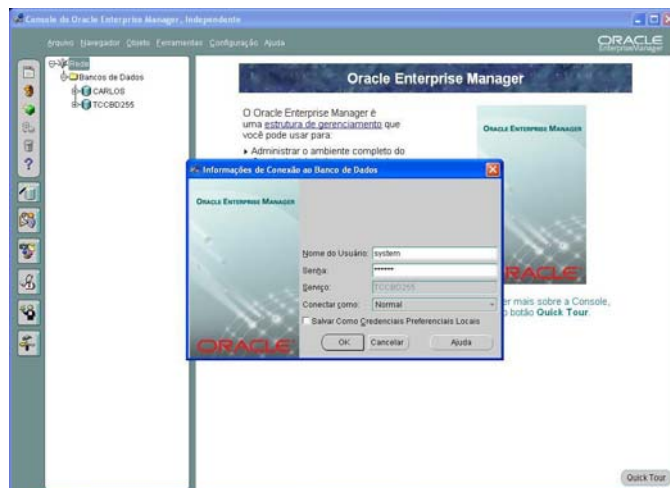 Console do Oracle Enterprise Manager, Independente
Arquivo Navegador Objeto Ferramentas Configuração Ajuda
ORACLE
EnterpriseManager
Rede
Bancos de Dados
CARLOS
TCCBD255
Oracle Enterprise Manager
O Oracle Enterprise Manager é
uma estrutura de gerenciamento que
você pode usar para:
Administrar o ambiente completo do
ORACLE ENTERPRISE MANAGER
ORACLE
er mais sobre a Console,
o botão Quick Tour.
Informações de Conexão ao Banco de Dados
ORACLE ENTERPRISE MANAGER
Nome do Usuário: system
Senha: ******
Serviço: TCCBD255
Conectar como: Normal
Salvar Como Credenciais Preferenciais Locais
OK Cancelar Ajuda
ORACLE
Quick Tour